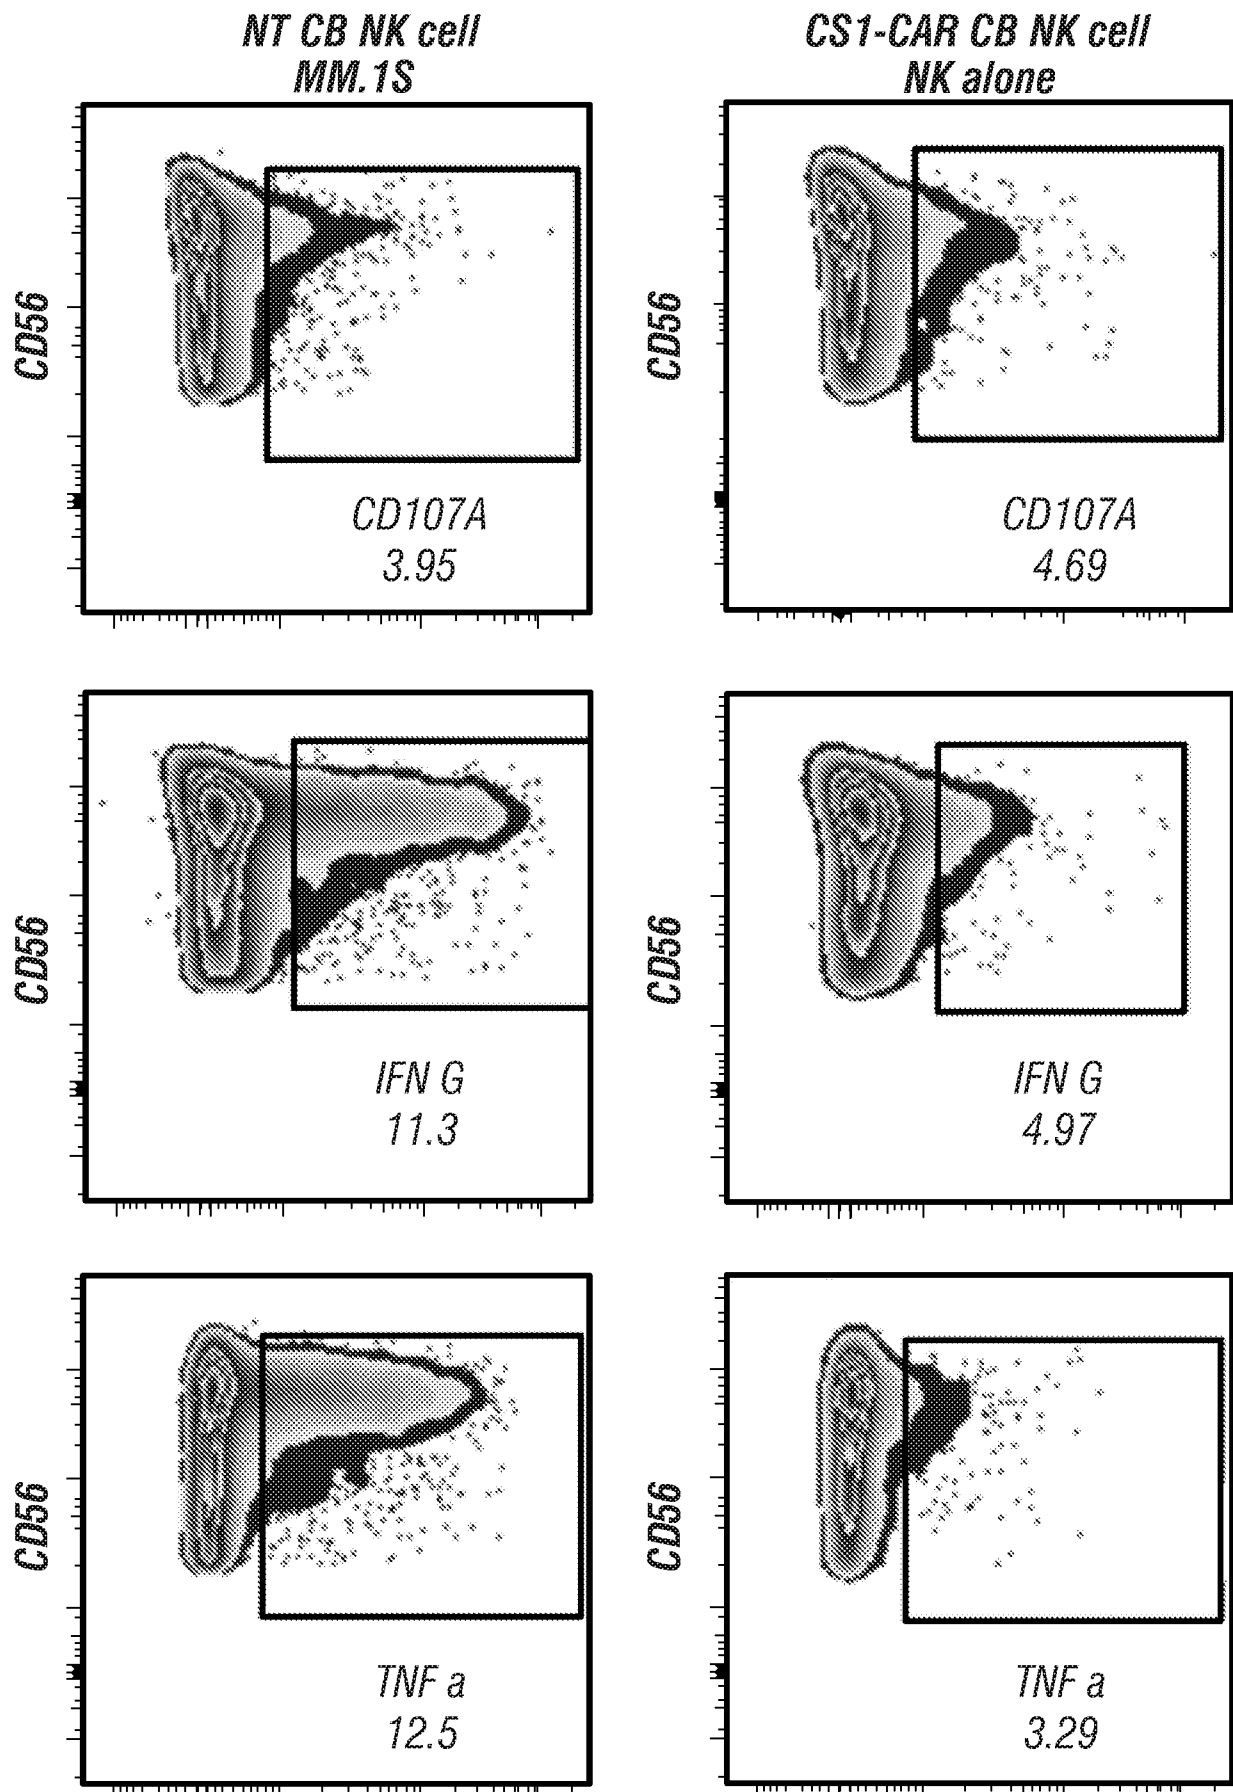 NT CB NK cell
MM.1S
CS1-CAR CB NK cell
NK alone
CD56
CD107A
3.95
CD56
CD107A
4.69
CD56
IFN G
11.3
CD56
IFN G
4.97
CD56
TNF a
12.5
CD56
TNF a
3.29